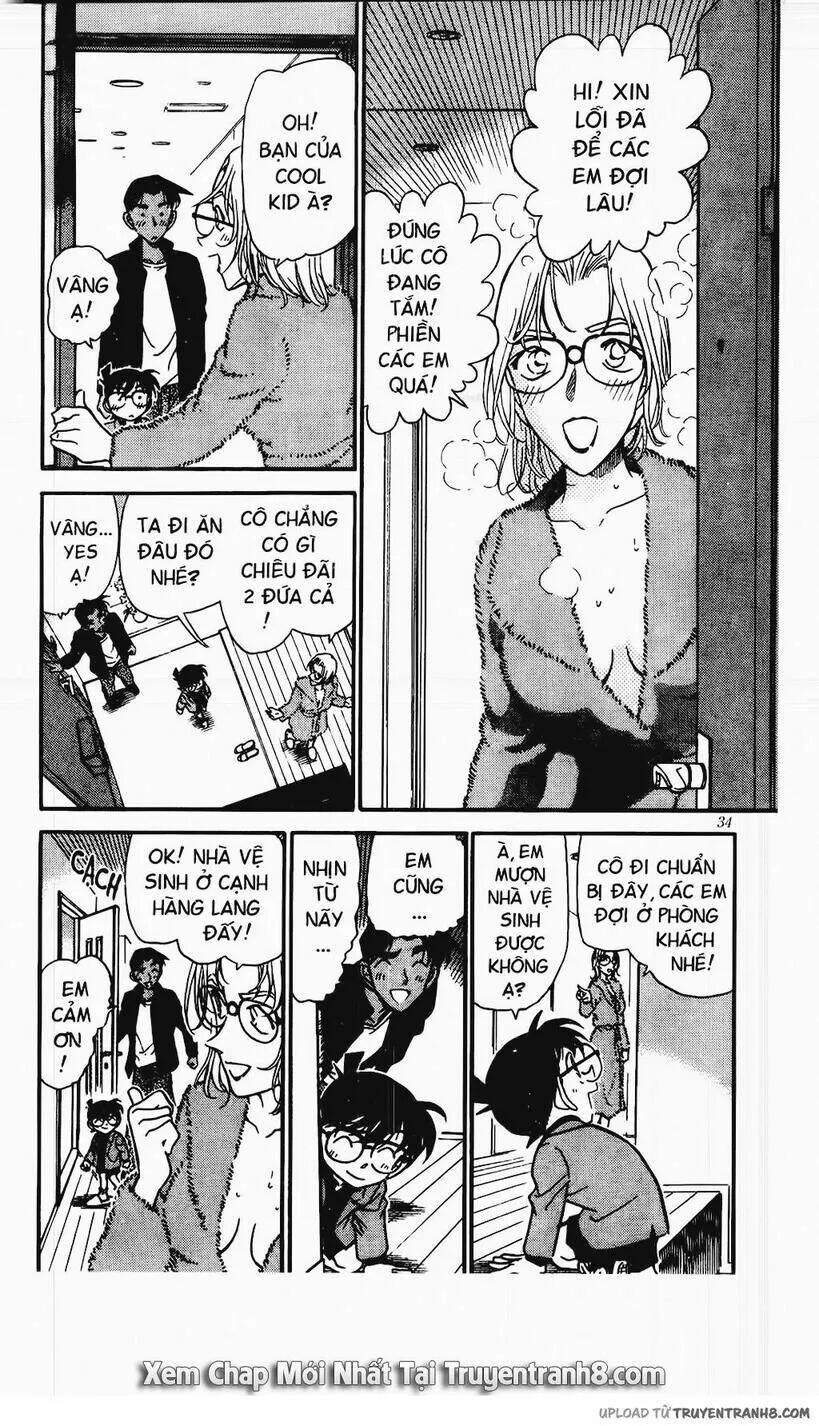 HI! XIN
LỖI ĐÃ
ĐỂ CÁC
EM ĐỢI
LÂU!
ĐÚNG
LÚC CÔ
ĐANG
TẮM!
PHIỀN
CÁC EM
QUÁ!
OH!
BẠN CỦA
COOL
KID À?
VÂNG
Ạ!
CÔ CHẲNG
CÓ GÌ
CHIÊU ĐÃI
2 ĐỨA CẢ
!
TA ĐI ĂN
ĐÂU ĐÓ
NHÉ?
VÂNG...
YES
Ạ!
34
CÔ ĐI CHUẨN
BỊ ĐÂY, CÁC EM
ĐỢI Ở PHÒNG
KHÁCH
NHÉ!
À, EM
MƯỢN
NHÀ VỆ
SINH
ĐƯỢC
KHÔNG
Ạ?
EM
CŨNG
...
NHỊN
TỪ
NÃY
...
OK! NHÀ VỆ
SINH Ở CẠNH
HÀNG LANG
ĐẤY!
CẠCH
EM
CẢM
ƠN
!
Xem Chap Mới Nhất Tại Truyentranh8.com
UPLOAD TỪ TRUYENTRANH8.COM